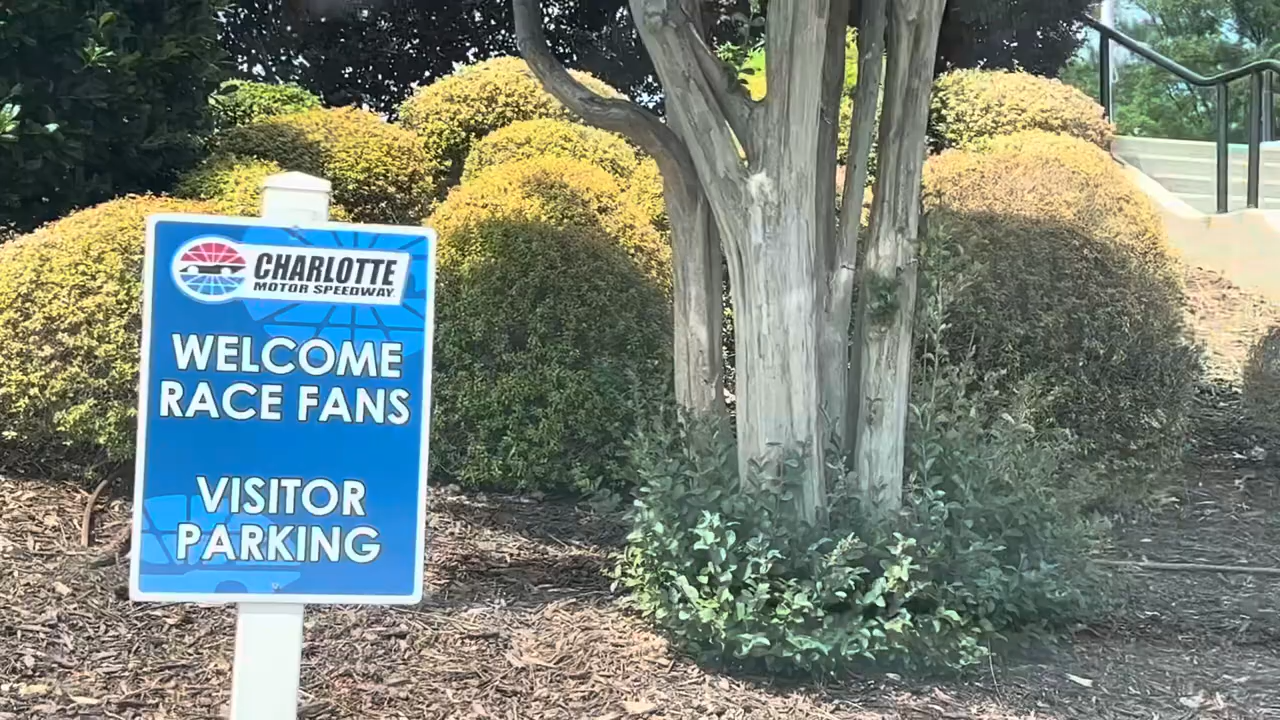 CHARLOTTE
MOTOR SPEEDWAY
WELCOME
RACE FANS
VISITOR
PARKING